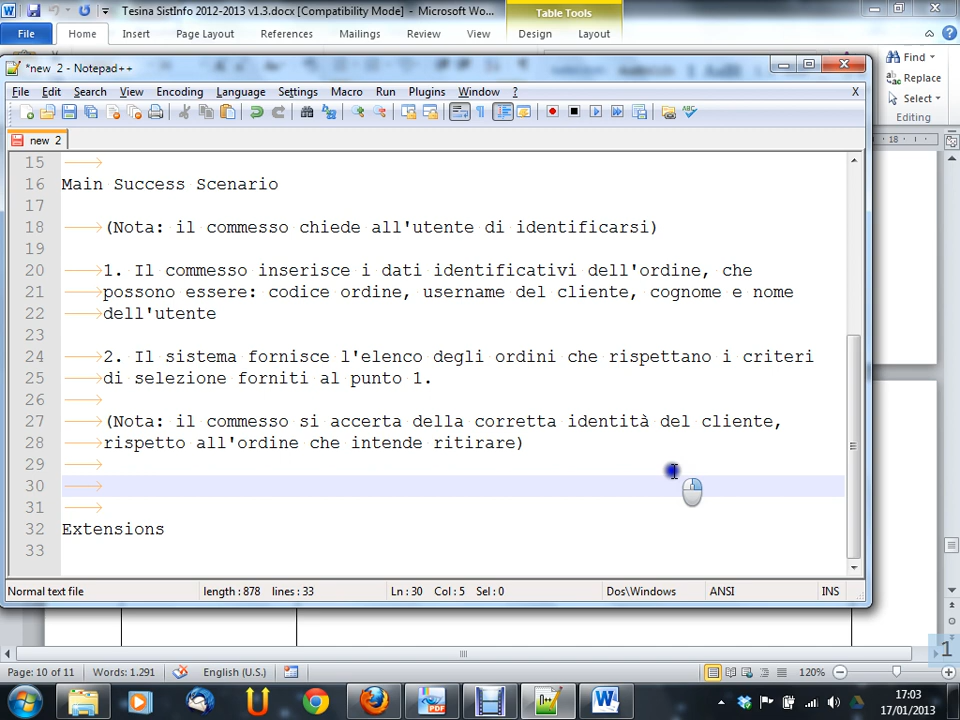 Tesina SistInfo 2012-2013 v1.3.docx [Compatibility Mode] - Microsoft Wo...
Table Tools
File Home Insert Page Layout References Mailings Review View Design Layout
*new 2 - Notepad++
Find
Replace
Select
Editing
File Edit Search View Encoding Language Settings Macro Run Plugins Window ? X
new 2
18
15
16 Main Success Scenario
17
18 (Nota: il commesso chiede all'utente di identificarsi)
19
20 1. Il commesso inserisce i dati identificativi dell'ordine, che
21 possono essere: codice ordine, username del cliente, cognome e nome
22 dell'utente
23
24 2. Il sistema fornisce l'elenco degli ordini che rispettano i criteri
25 di selezione forniti al punto 1.
26
27 (Nota: il commesso si accerta della corretta identità del cliente,
28 rispetto all'ordine che intende ritirare)
29
30
31
32 Extensions
33
Normal text file length : 878 lines : 33 Ln : 30 Col : 5 Sel : 0 Dos\Windows ANSI INS
1
Page: 10 of 11 Words: 1.291 English (U.S.) 120%
17:03
17/01/2013